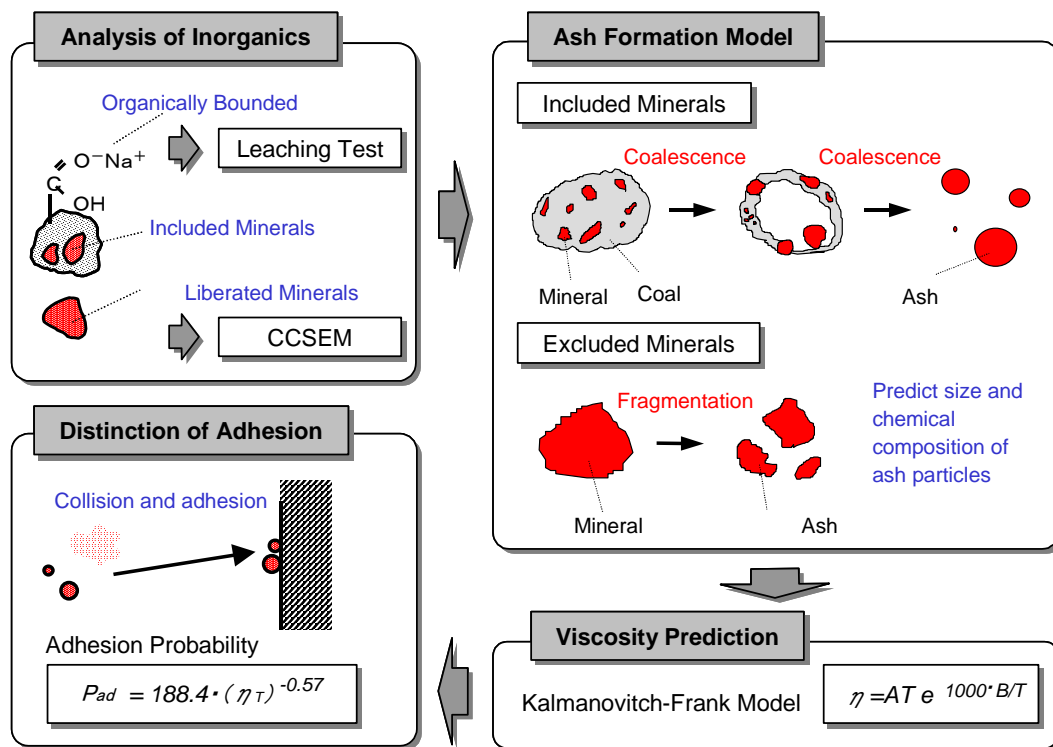 Analysis of Inorganics
Organically Bounded
O⁻Na⁺
C
OH
Leaching Test
Included Minerals
Liberated Minerals
CCSEM
Ash Formation Model
Included Minerals
Coalescence
Coalescence
Mineral
Coal
Ash
Excluded Minerals
Fragmentation
Mineral
Ash
Predict size and
chemical
composition of
ash particles
Viscosity Prediction
Kalmanovitch-Frank Model
η =AT e 1000・B/T
Distinction of Adhesion
Collision and adhesion
Adhesion Probability
Pad = 188.4・(η T) -0.57